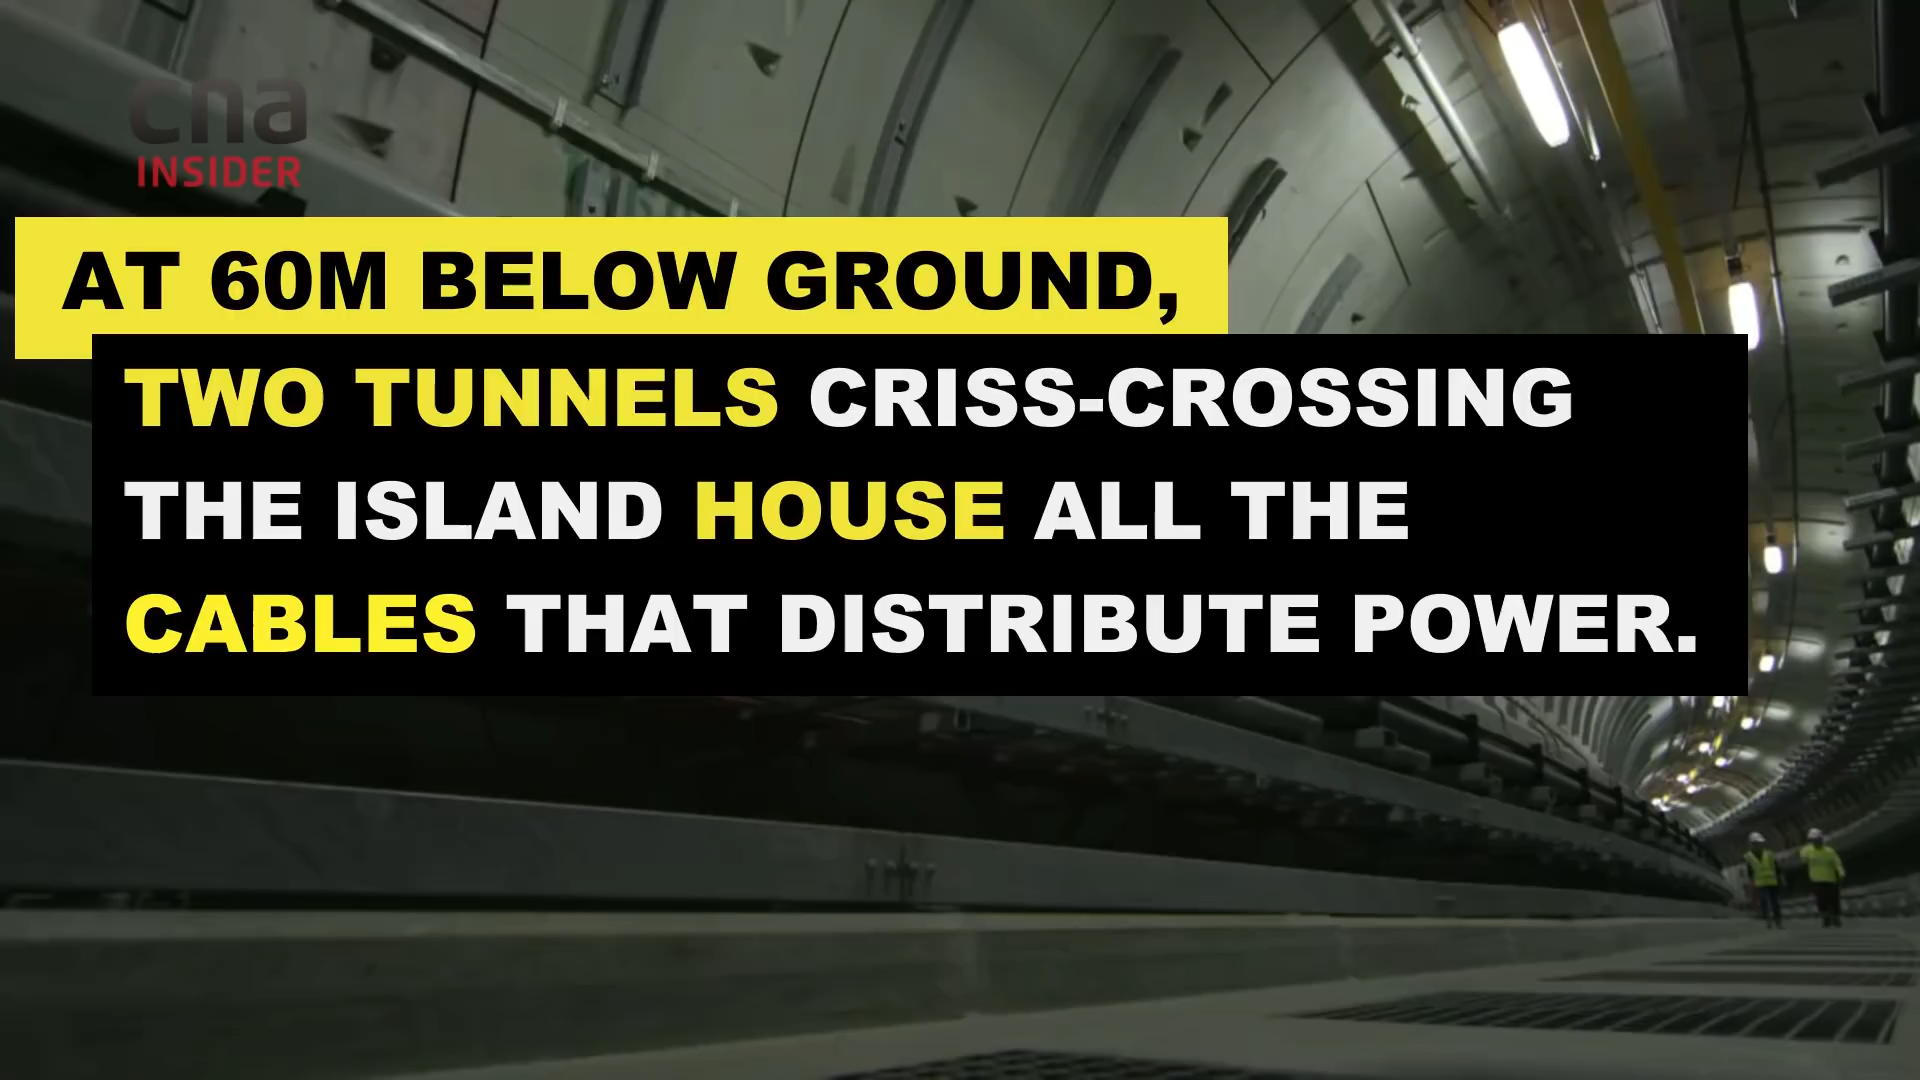 cna
INSIDER
AT 60M BELOW GROUND,
TWO TUNNELS CRISS-CROSSING
THE ISLAND HOUSE ALL THE
CABLES THAT DISTRIBUTE POWER.